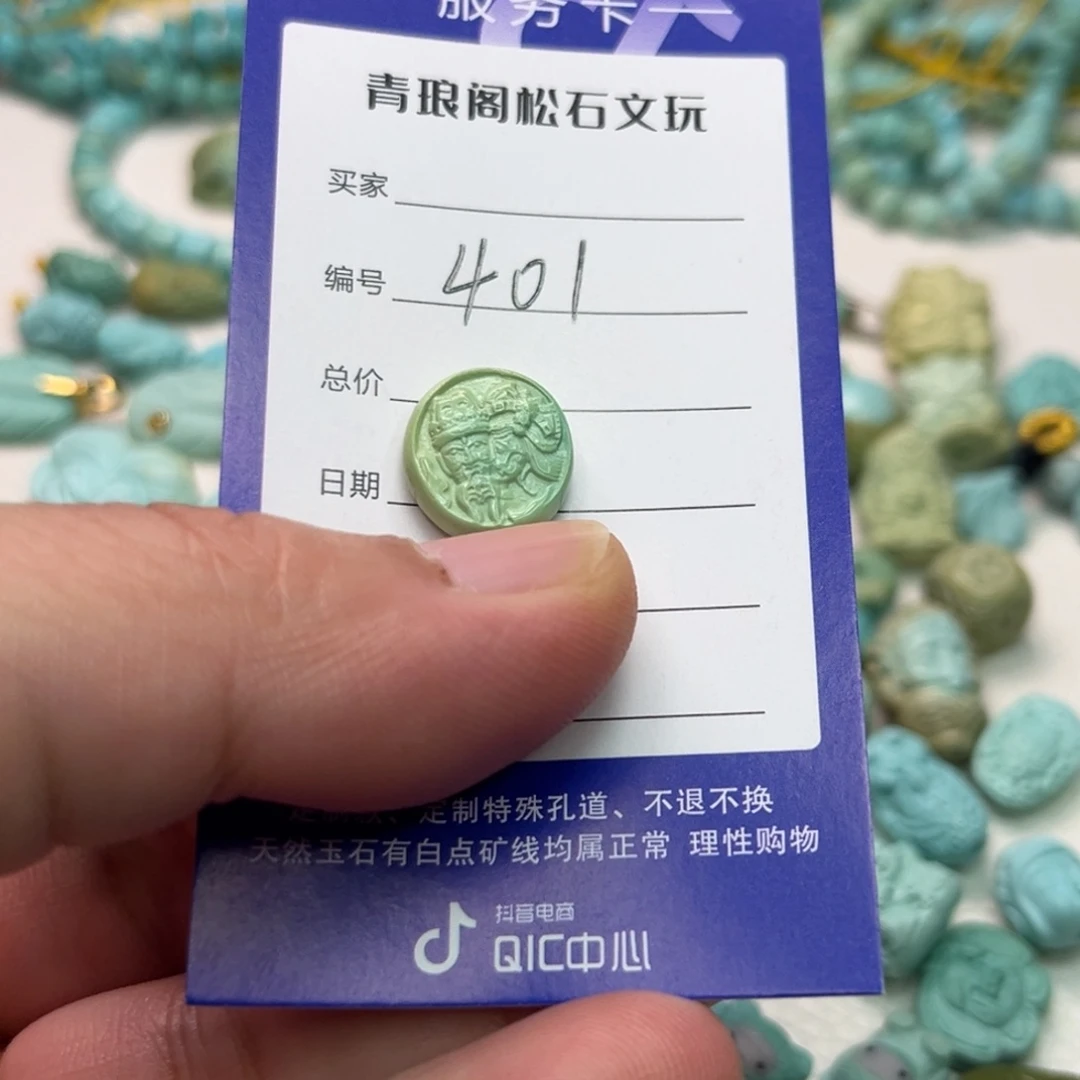 服务卡
青琅阁松石文玩
买家
编号 401
总价
日期
定制特殊孔道、不退不换
天然玉石有白点矿线均属正常 理性购物
抖音电商
QIC中心